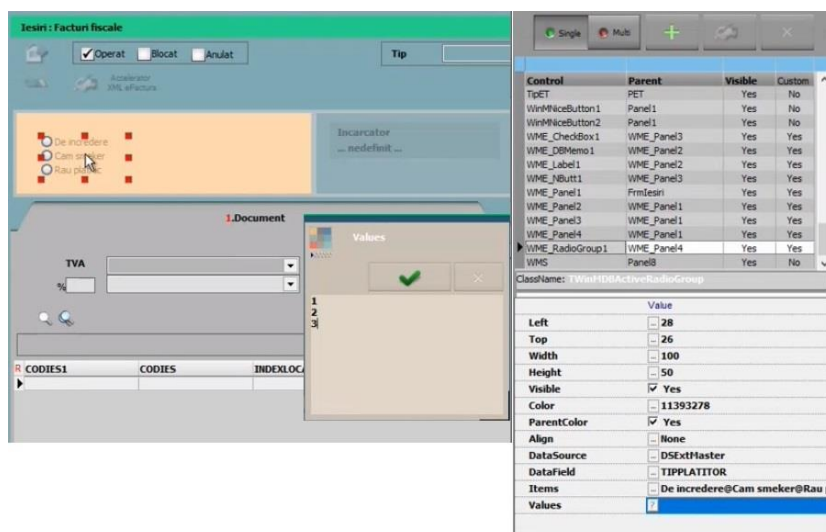 Iesiri : Facturi fiscale
Operat Blocat Anulat
Tip
Accelerator
XML eFactura
De incredere
Cam smeker
Rau platnic
Incarcator
... nedefinit ...
1.Document
TVA
%
R CODIES1 CODIES INDEXLOC
Values
1
2
3
Single Multi
Control Parent Visible Custom
TipET PET Yes No
WinMNiceButton1 Panel1 Yes No
WinMNiceButton2 Panel1 Yes No
WME_CheckBox1 WME_Panel3 Yes Yes
WME_DBMemo1 WME_Panel2 Yes Yes
WME_Label1 WME_Panel2 Yes Yes
WME_NButt1 WME_Panel3 Yes Yes
WME_Panel1 FrmIesiri Yes Yes
WME_Panel2 WME_Panel1 Yes Yes
WME_Panel3 WME_Panel1 Yes Yes
WME_Panel4 WME_Panel1 Yes Yes
WME_RadioGroup1 WME_Panel4 Yes Yes
WMS Panel8 Yes No
ClassName: TWinMDBActiveRadioGroup
Value
Left ... 28
Top ... 26
Width ... 100
Height ... 50
Visible Yes
Color ... 11393278
ParentColor Yes
Align ... None
DataSource ... DSExtMaster
DataField ... TIPPLATITOR
Items ... De incredere@Cam smeker@Rau
Values ?